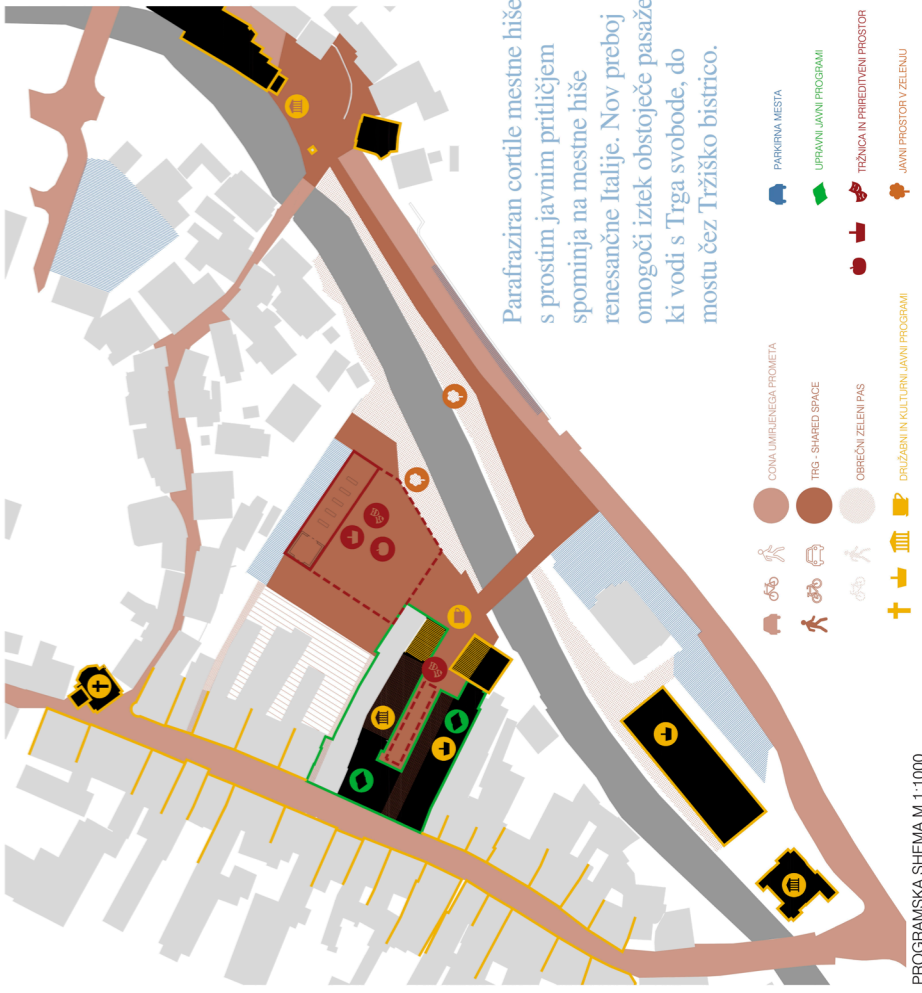 Parafraziran cortile mestne hiše
s prostim javnim pritličjem
spominja na mestne hiše
renesančne Italije. Nov preboj
omogoči iztek obstoječe pasaže
ki vodi s Trga svobode, do
mostu čez Tržiško bistrico.
CONA UMIRJENEGA PROMETA
TRG - SHARED SPACE
OBREČNI ZELENI PAS
DRUŽABNI IN KULTURNI JAVNI PROGRAMI
PARKIRNA MESTA
UPRAVNI JAVNI PROGRAMI
TRŽNICA IN PRIREDITVENI PROSTOR
JAVNI PROSTOR V ZELENJU
PROGRAMSKA SHEMA M 1:1000